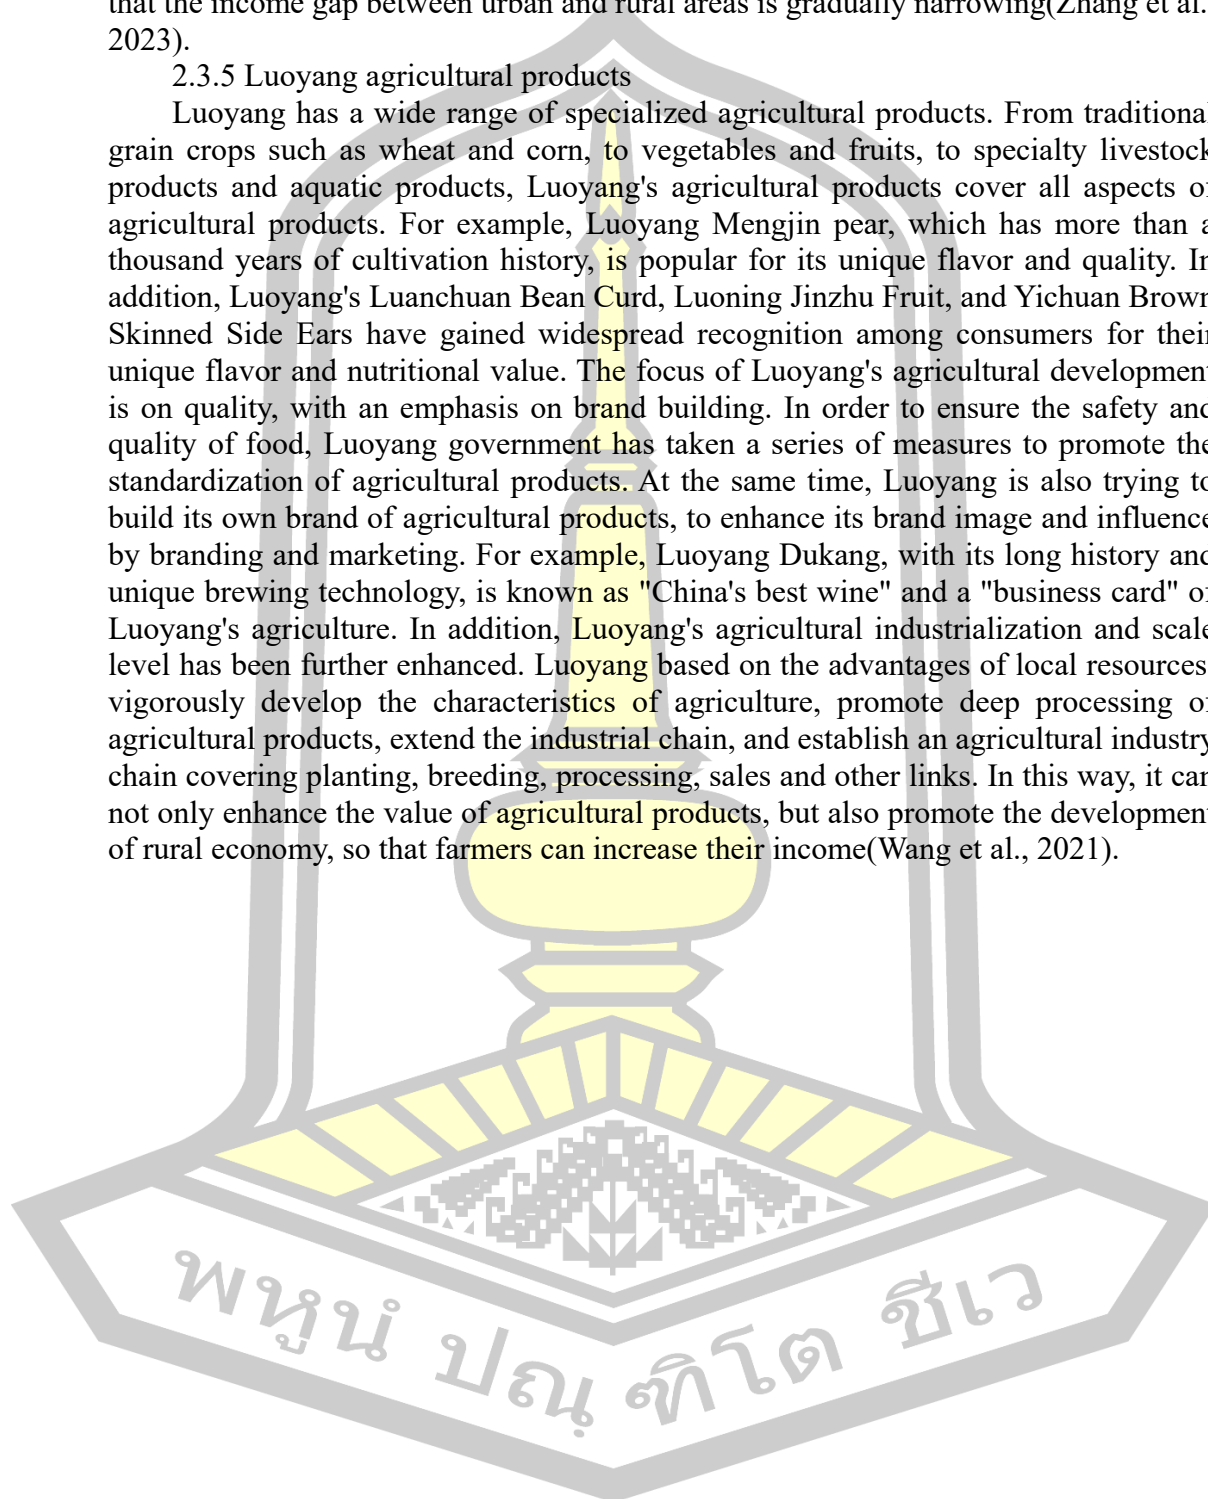 that the income gap between urban and rural areas is gradually narrowing(Zhang et al.
2023).
2.3.5 Luoyang agricultural products
Luoyang has a wide range of specialized agricultural products. From traditional
grain crops such as wheat and corn, to vegetables and fruits, to specialty livestock
products and aquatic products, Luoyang's agricultural products cover all aspects of
agricultural products. For example, Luoyang Mengjin pear, which has more than a
thousand years of cultivation history, is popular for its unique flavor and quality. In
addition, Luoyang's Luanchuan Bean Curd, Luoning Jinzhu Fruit, and Yichuan Brown
Skinned Side Ears have gained widespread recognition among consumers for their
unique flavor and nutritional value. The focus of Luoyang's agricultural development
is on quality, with an emphasis on brand building. In order to ensure the safety and
quality of food, Luoyang government has taken a series of measures to promote the
standardization of agricultural products. At the same time, Luoyang is also trying to
build its own brand of agricultural products, to enhance its brand image and influence
by branding and marketing. For example, Luoyang Dukang, with its long history and
unique brewing technology, is known as "China's best wine" and a "business card" of
Luoyang's agriculture. In addition, Luoyang's agricultural industrialization and scale
level has been further enhanced. Luoyang based on the advantages of local resources
vigorously develop the characteristics of agriculture, promote deep processing of
agricultural products, extend the industrial chain, and establish an agricultural industry
chain covering planting, breeding, processing, sales and other links. In this way, it can
not only enhance the value of agricultural products, but also promote the development
of rural economy, so that farmers can increase their income(Wang et al., 2021).
พหูนํ ปณฺ ฑิโต ชีเว